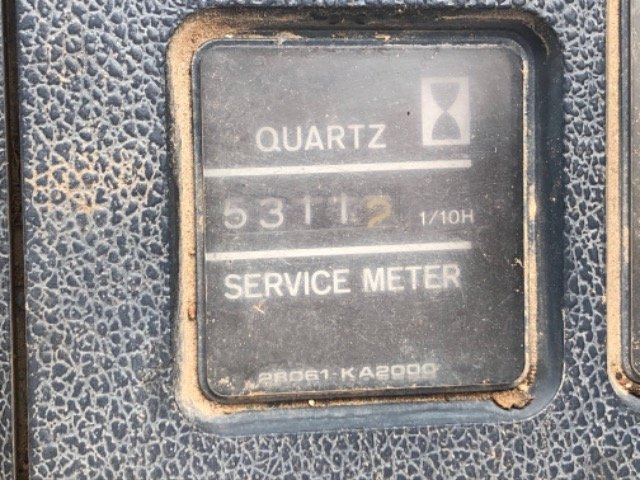 QUARTZ
53112 1/10H
SERVICE METER
28061-KA2000